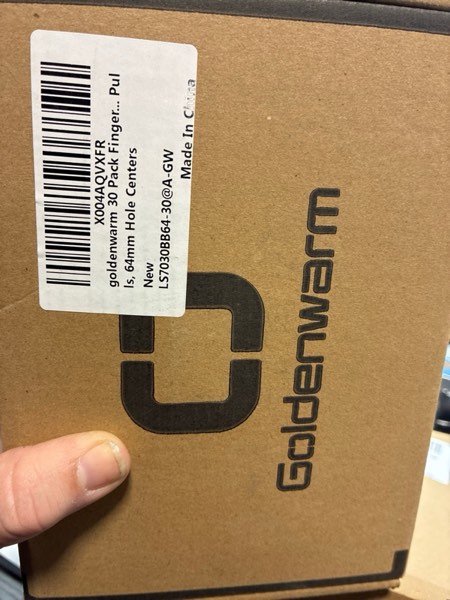 X004AQVXFR
goldenwarm 30 Pack Finger... Pul
ls, 64mm Hole Centers
New
LS7030BB64-30@A-GW
Made In China
Goldenwarm